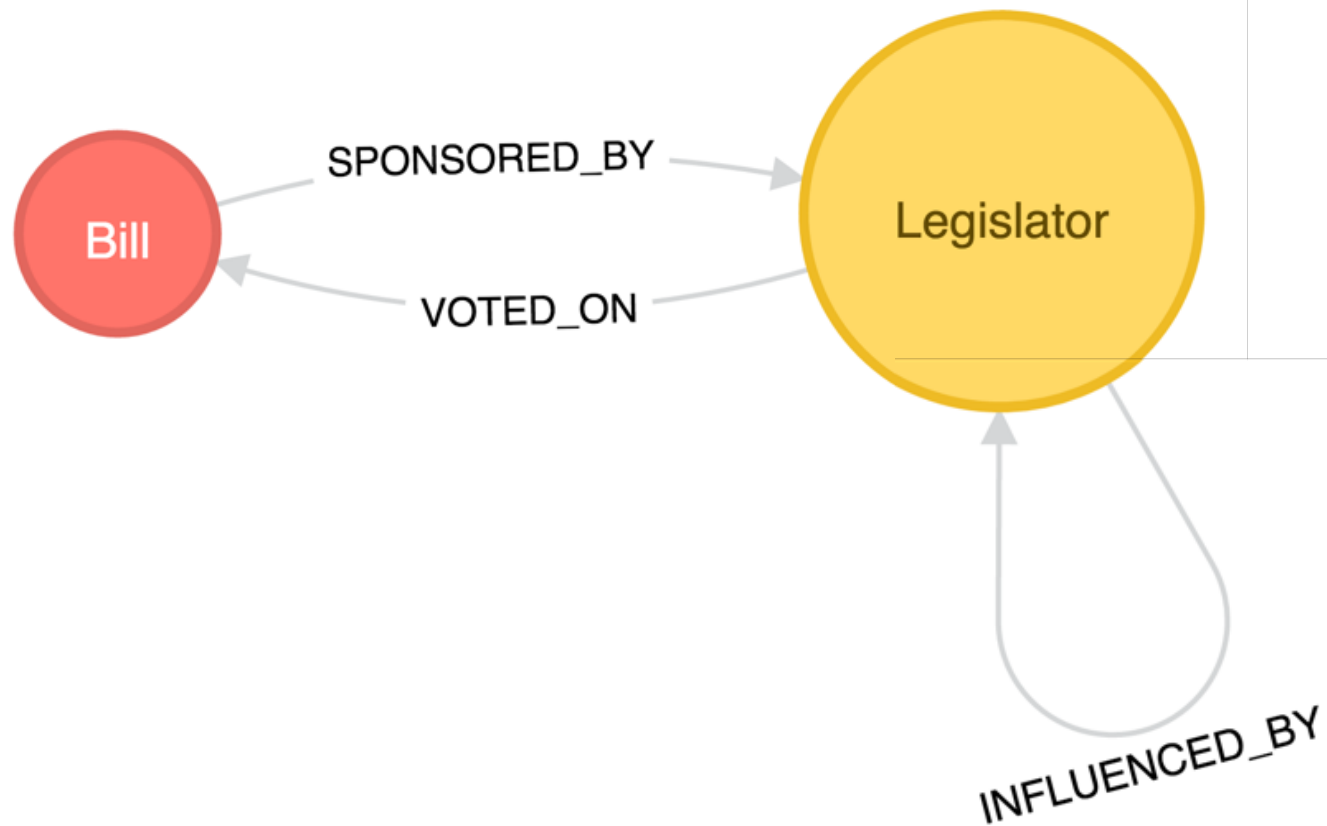 SPONSORED_BY
Bill
Legislator
VOTED_ON
INFLUENCED_BY